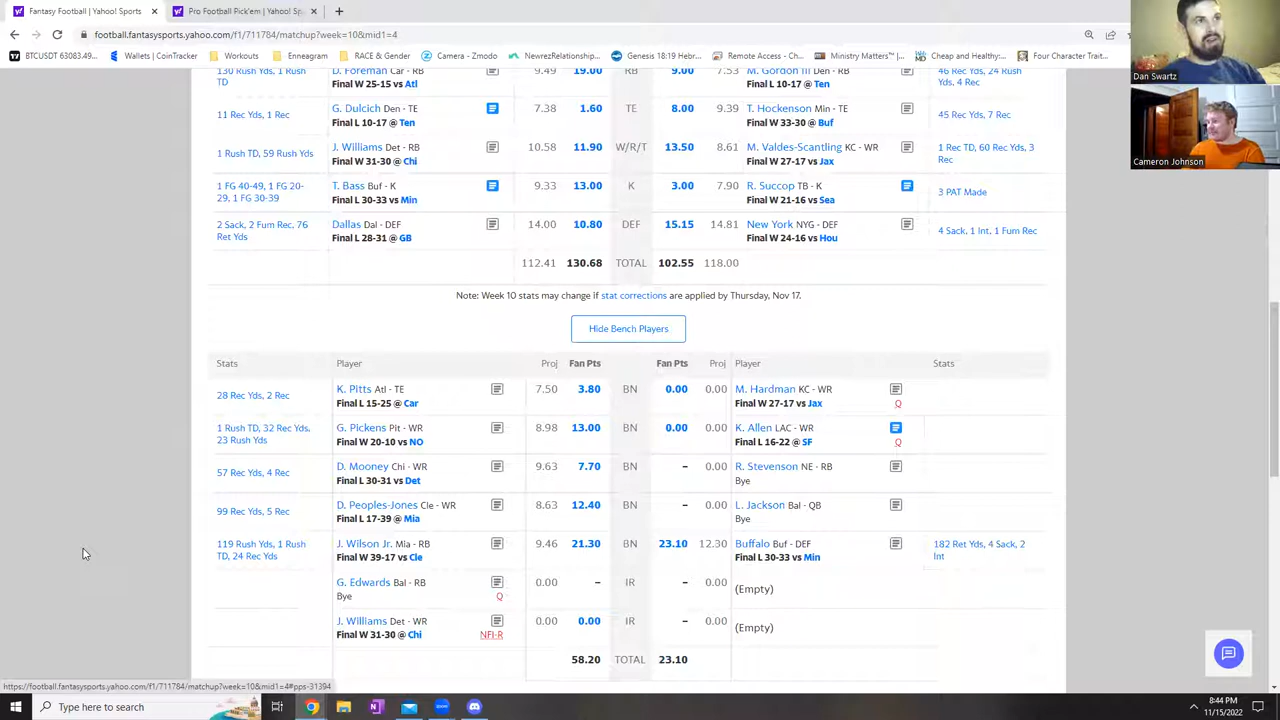 Fantasy Football | Yahoo! Sports
Pro Football Pick'em | Yahoo! Sp
football.fantasysports.yahoo.com/f1/711784/matchup?week=10&mid1=4
BTCUSDT 63083.49... Wallets | CoinTracker Workouts Enneagram RACE & Gender Camera - Zmodo NewrezRelationship... Genesis 18:19 Hebre... Remote Access - Ch... Ministry Matters™ |... Cheap and Healthy:... Four Character Trai...
Dan Swartz
Cameron Johnson
130 Rush Yds, 1 Rush TD D. Foreman Car - RB 9.49 19.00 RB 9.00 7.53 M. Gordon III Den - RB 46 Rec Yds, 24 Rush Yds, 4 Rec
Final W 25-15 vs Atl Final L 10-17 @ Ten
11 Rec Yds, 1 Rec G. Dulcich Den - TE 7.38 1.60 TE 8.00 9.39 T. Hockenson Min - TE 45 Rec Yds, 7 Rec
Final L 10-17 @ Ten Final W 33-30 @ Buf
1 Rush TD, 59 Rush Yds J. Williams Det - RB 10.58 11.90 W/R/T 13.50 8.61 M. Valdes-Scantling KC - WR 1 Rec TD, 60 Rec Yds, 3 Rec
Final W 31-30 @ Chi Final W 27-17 vs Jax
1 FG 40-49, 1 FG 20-29, 1 FG 30-39 T. Bass Buf - K 9.33 13.00 K 3.00 7.90 R. Succop TB - K 3 PAT Made
Final L 30-33 vs Min Final W 21-16 vs Sea
2 Sack, 2 Fum Rec, 76 Ret Yds Dallas Dal - DEF 14.00 10.80 DEF 15.15 14.81 New York NYG - DEF 4 Sack, 1 Int, 1 Fum Rec
Final L 28-31 @ GB Final W 24-16 vs Hou
112.41 130.68 TOTAL 102.55 118.00
Note: Week 10 stats may change if stat corrections are applied by Thursday, Nov 17.
Hide Bench Players
Stats Player Proj Fan Pts Fan Pts Proj Player Stats
28 Rec Yds, 2 Rec K. Pitts Atl - TE 7.50 3.80 BN 0.00 0.00 M. Hardman KC - WR
Final L 15-25 @ Car Final W 27-17 vs Jax Q
1 Rush TD, 32 Rec Yds, 23 Rush Yds G. Pickens Pit - WR 8.98 13.00 BN 0.00 0.00 K. Allen LAC - WR
Final W 20-10 vs NO Final L 16-22 @ SF Q
57 Rec Yds, 4 Rec D. Mooney Chi - WR 9.63 7.70 BN – 0.00 R. Stevenson NE - RB
Final L 30-31 vs Det Bye
99 Rec Yds, 5 Rec D. Peoples-Jones Cle - WR 8.63 12.40 BN – 0.00 L. Jackson Bal - QB
Final L 17-39 @ Mia Bye
119 Rush Yds, 1 Rush TD, 24 Rec Yds J. Wilson Jr. Mia - RB 9.46 21.30 BN 23.10 12.30 Buffalo Buf - DEF 182 Ret Yds, 4 Sack, 2 Int
Final W 39-17 vs Cle Final L 30-33 vs Min
G. Edwards Bal - RB 0.00 – IR – 0.00 (Empty)
Bye Q
J. Williams Det - WR 0.00 0.00 IR – 0.00 (Empty)
Final W 31-30 @ Chi NFI-R
58.20 TOTAL 23.10
https://football.fantasysports.yahoo.com/f1/711784/matchup?week=10&mid1=4#pps-31394
Type here to search
8:44 PM
11/15/2022